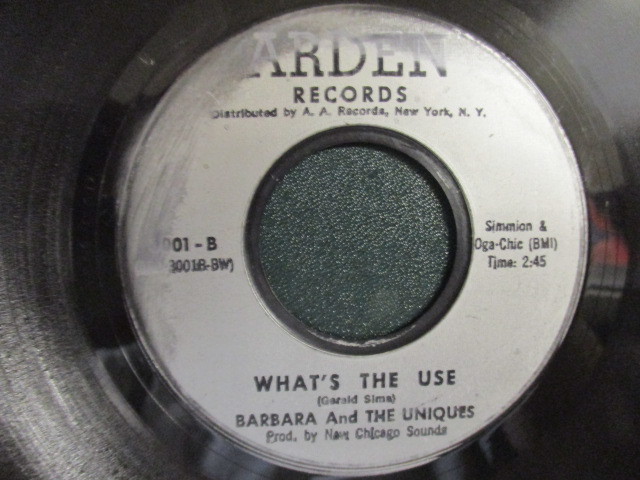 ARDEN
RECORDS
Distributed by A. A. Records, New York, N. Y.
001-B
3001B-BW)
Simmion &
Oga-Chic (BMI)
Time: 2:45
WHAT'S THE USE
(Gerald Sims)
BARBARA And THE UNIQUES
Prod. by New Chicago Sounds